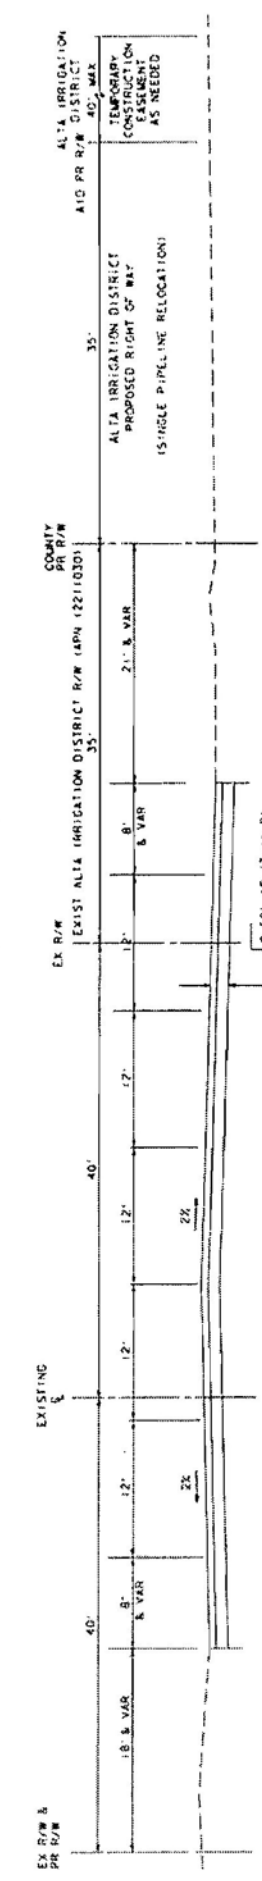 EX R/W &
PR R/W
40'
18' & VAR
8'
& VAR
12'
2%
EXISTING
℄
12'
40'
12'
2%
12'
EX R/W
12'
EXIST ALTA IRRIGATION DISTRICT R/W (APN 12211030)
35'
8'
& VAR
21' & VAR
COUNTY
PR R/W
35'
ALTA IRRIGATION DISTRICT
PROPOSED RIGHT OF WAY
(SINGLE PIPELINE RELOCATION)
ALTA IRRIGATION
DISTRICT
AID PR R/W
40' MAX
TEMPORARY
CONSTRUCTION
EASEMENT
AS NEEDED